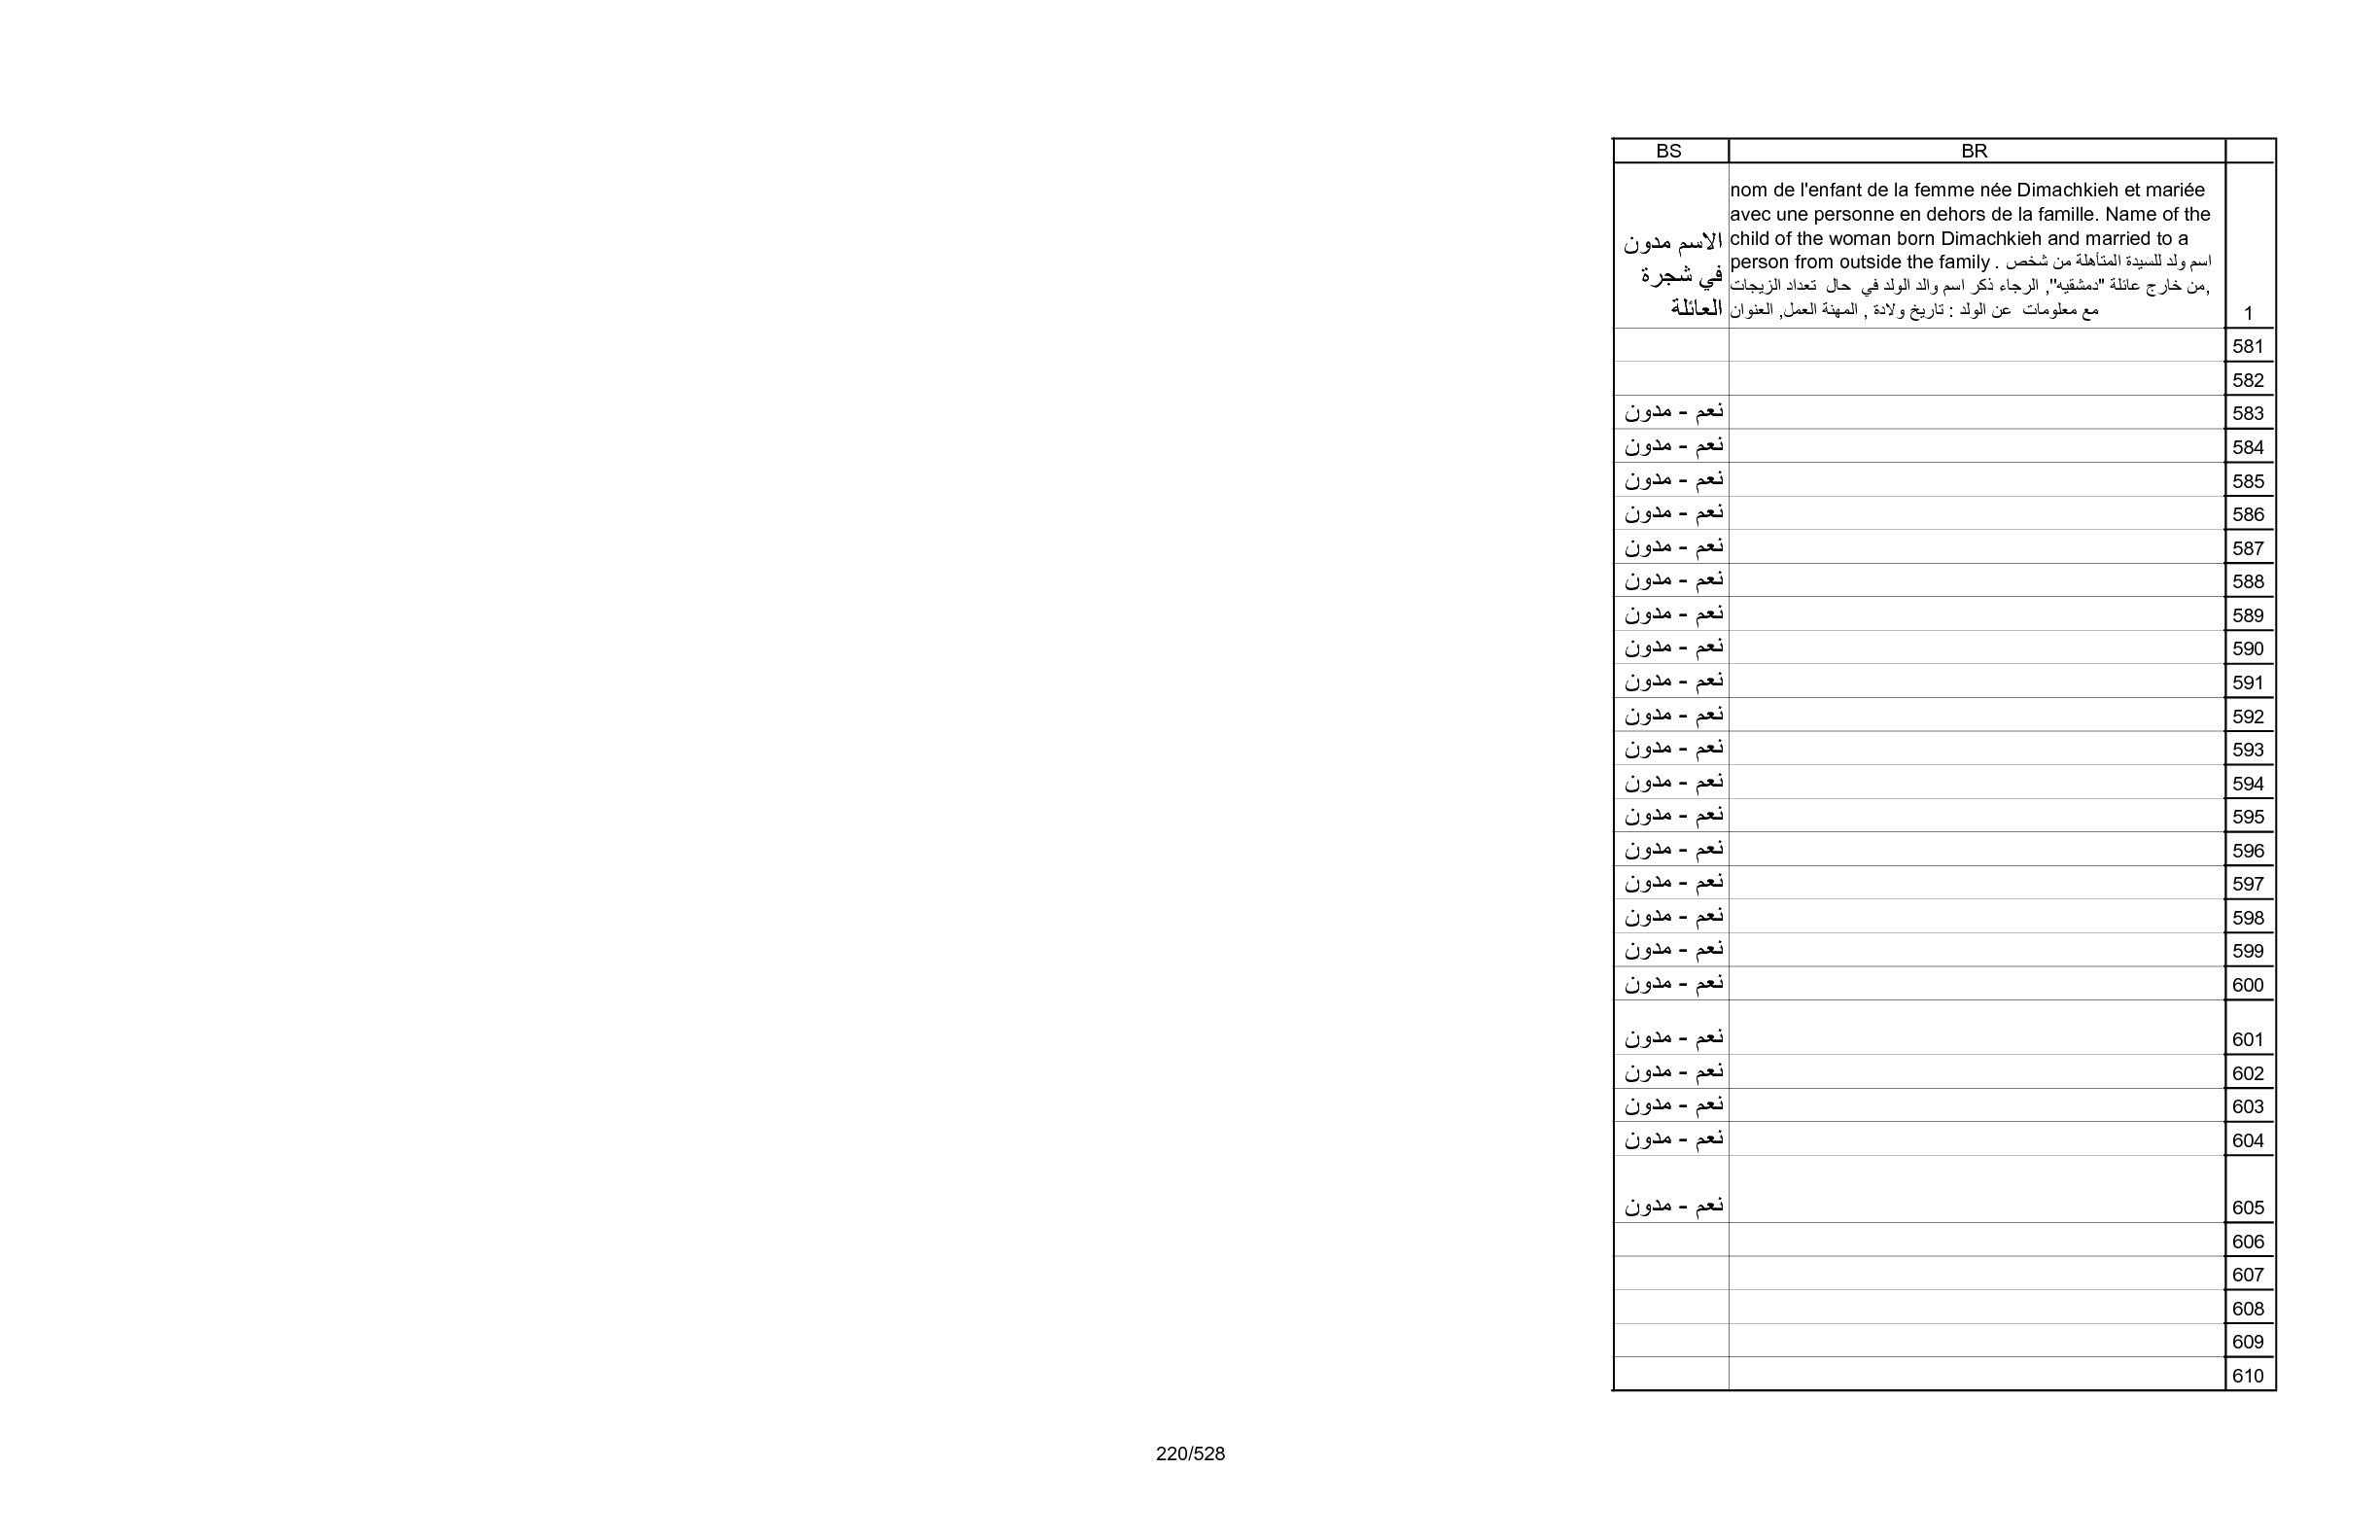 BR BS
nom de l'enfant de la femme née Dimachkieh et mariée
avec une personne en dehors de la famille. Name of the
child of the woman born Dimachkieh and married to a
person from outside the family . اسم ولد للسيدة المتأهلة من شخص
من خارج عائلة "دمشقيه", الرجاء ذكر اسم والد الولد في حال تعداد الزيجات,
مع معلومات عن الولد : تاريخ ولادة , المهنة العمل, العنوان
الاسم مدون
في شجرة
العائلة
1
581
582
583 نعم - مدون
584 نعم - مدون
585 نعم - مدون
586 نعم - مدون
587 نعم - مدون
588 نعم - مدون
589 نعم - مدون
590 نعم - مدون
591 نعم - مدون
592 نعم - مدون
593 نعم - مدون
594 نعم - مدون
595 نعم - مدون
596 نعم - مدون
597 نعم - مدون
598 نعم - مدون
599 نعم - مدون
600 نعم - مدون
601 نعم - مدون
602 نعم - مدون
603 نعم - مدون
604 نعم - مدون
605 نعم - مدون
606
607
608
609
610
220/528